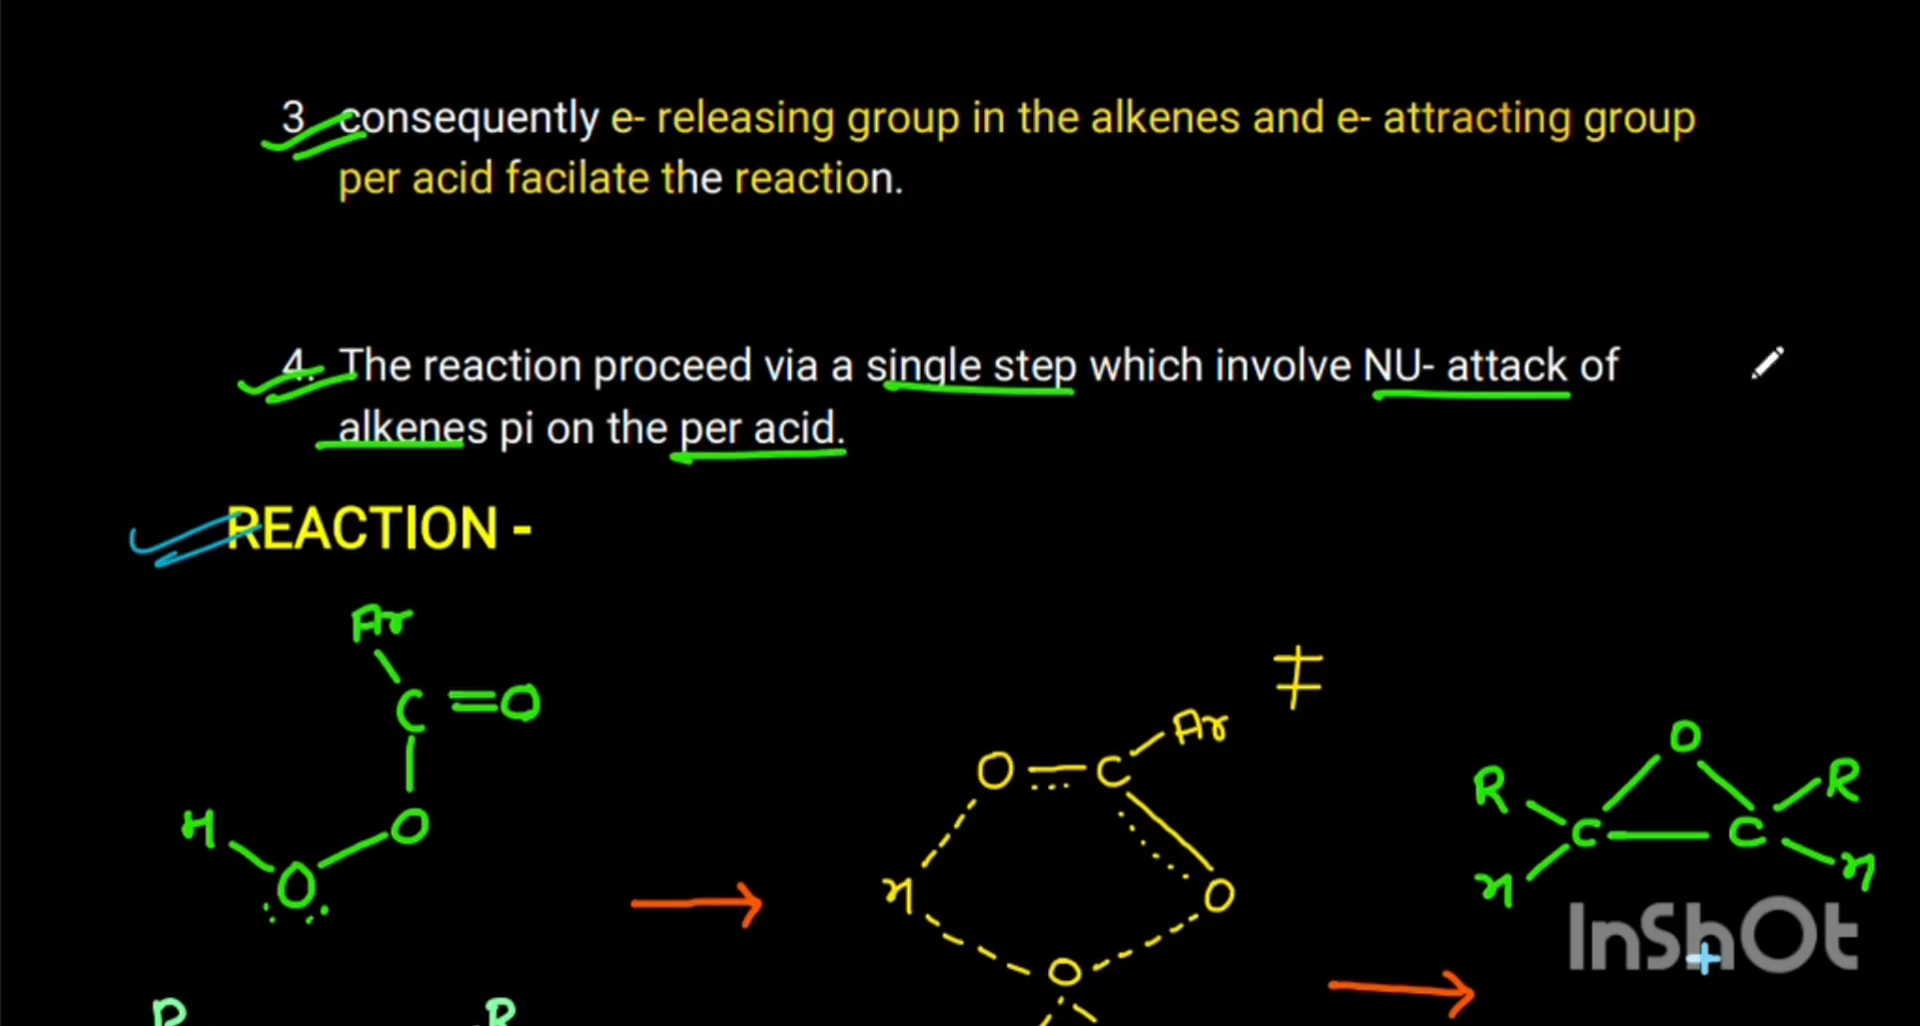 3. consequently e- releasing group in the alkenes and e- attracting group
per acid facilate the reaction.
4. The reaction proceed via a single step which involve NU- attack of
alkenes pi on the per acid.
REACTION -
Ar
C =O
H
O
O
Ar
O C
H
O
O
O
R R
C C
H H
+
R R
InShOt